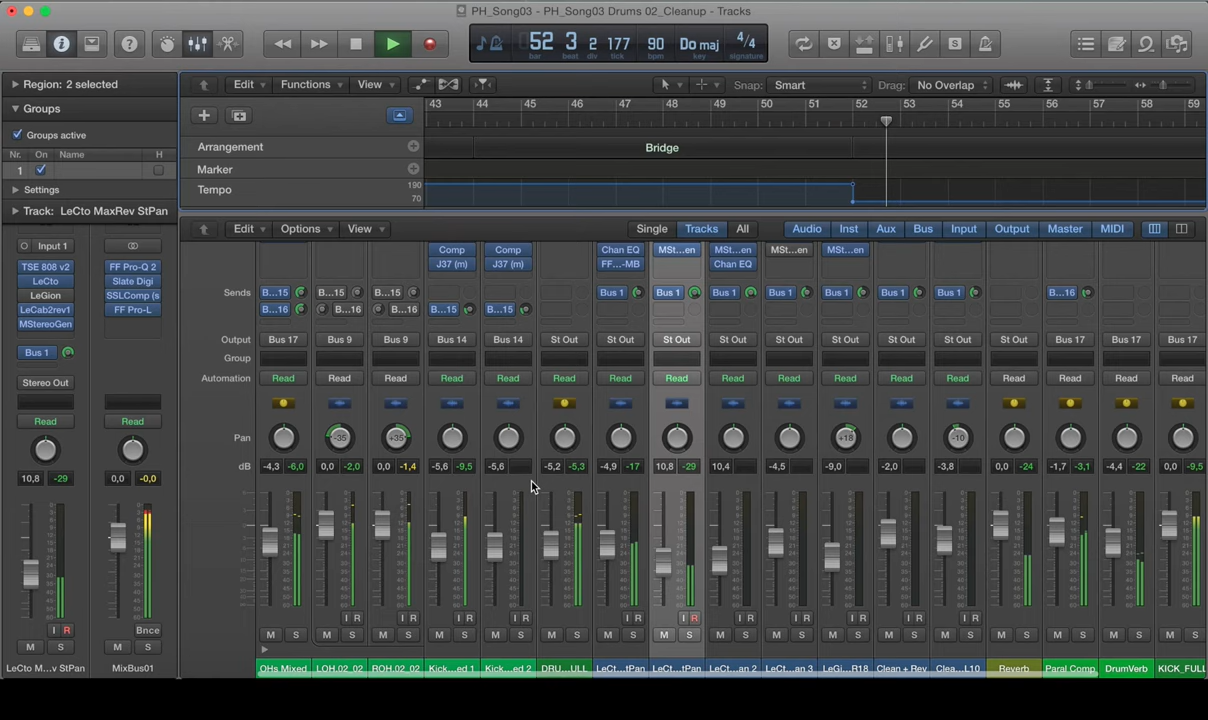 PH_Song03 - PH_Song03 Drums 02_Cleanup - Tracks
52 3 2 177 90 Do maj 4/4
bar beat div tick bpm key signature
Region: 2 selected
Edit Functions View Snap: Smart Drag: No Overlap
Groups
43 44 45 46 47 48 49 50 51 52 53 54 55 56 57 58 59
Groups active
Nr. On Name H
Arrangement Bridge
1
Marker
Settings
Tempo 190
70
Track: LeCto MaxRev StPan
Edit Options View Single Tracks All Audio Inst Aux Bus Input Output Master MIDI
Input 1
Comp Comp Chan EQ MSt...en MSt...en MSt...en MSt...en
TSE 808 v2 FF Pro-Q 2 J37 (m) J37 (m) FF...-MB Chan EQ
LeCto Slate Digi
LeGion SSLComp (s
LeCab2rev1 FF Pro-L
MStereoGen
Sends B...15 B...15 B...15 Bus 1 Bus 1 Bus 1 Bus 1 Bus 1 Bus 1 Bus 1 B...16
B...16 B...16 B...16 B...15 B...15
Bus 1
Output Bus 17 Bus 9 Bus 9 Bus 14 Bus 14 St Out St Out St Out St Out St Out St Out St Out St Out St Out Bus 17 Bus 17 Bus 17
Group
Stereo Out
Automation Read Read Read Read Read Read Read Read Read Read Read Read Read Read Read Read Read
Read Read
Pan -35 +35 +18 -10
dB -4,3 -6,0 0,0 -2,0 0,0 -1,4 -5,6 -9,5 -5,6 -5,2 -5,3 -4,9 -17 10,8 -29 10,4 -4,5 -9,0 -2,0 -3,8 0,0 -24 -1,7 -3,1 -4,4 -22 0,0 -9,5
10,8 -29 0,0 -0,0
I R I R I R I R I R I R I R I R I R I R I R I R
I R Bnce
M S M S M S M S M S M S M S M S M S M S M S M S M S M S M S M S M S
M S M S
LeCto M...v StPan MixBus01 OHs Mixed LOH.02_02 ROH.02_02 Kick...ed 1 Kick...ed 2 DRU...ULL LeCt...tPan LeCt...tPan LeCt...an 2 LeCt...an 3 LeGi...R18 Clean + Rev Clea...L10 Reverb Paral Comp DrumVerb KICK_FULL